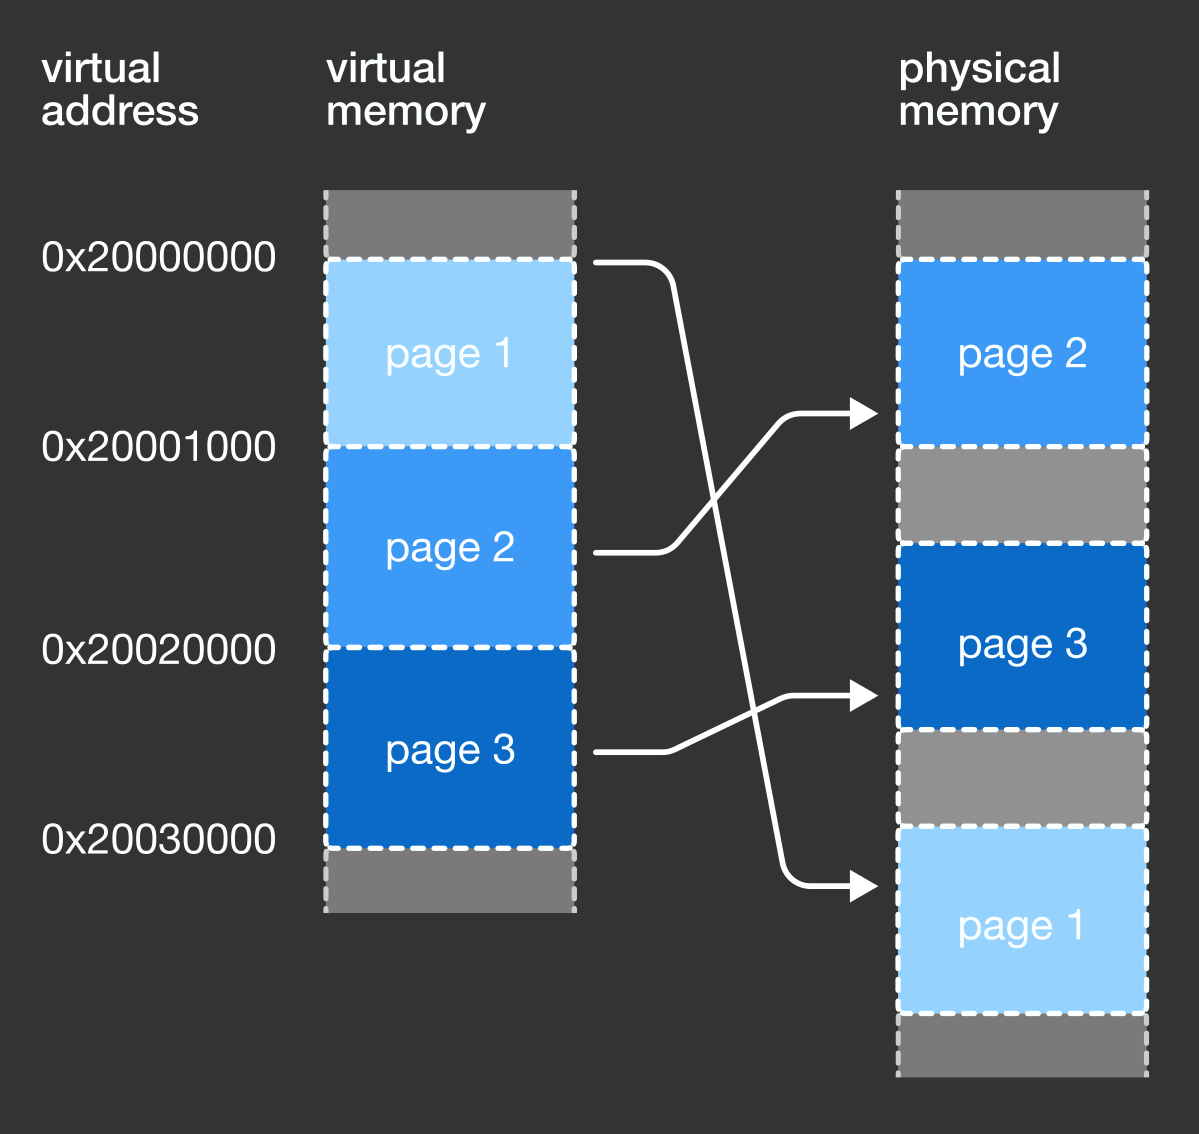 virtual
address
virtual
memory
physical
memory
0x20000000
page 1
page 2
0x20001000
page 2
page 3
0x20020000
page 3
0x20030000
page 1